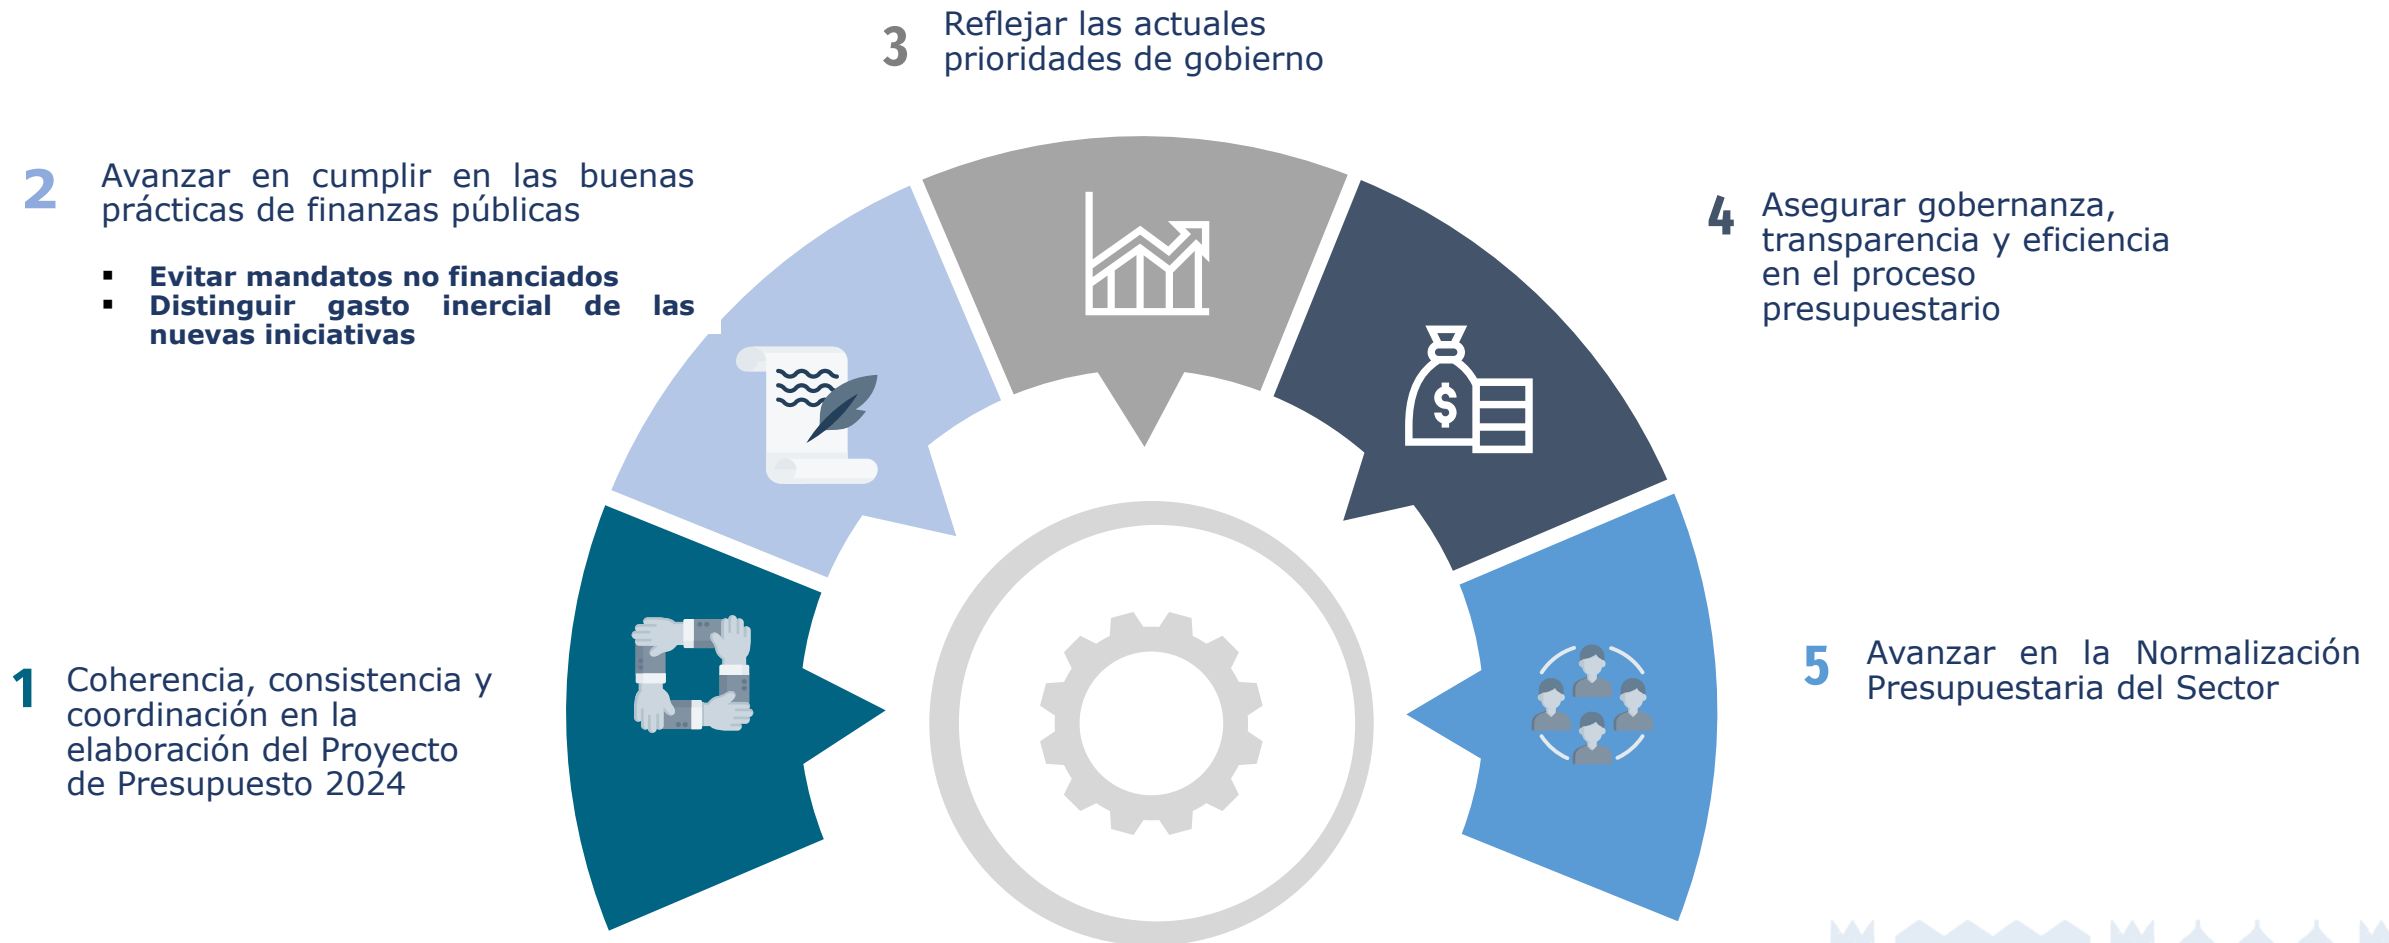 3 Reflejar las actuales
prioridades de gobierno
2 Avanzar en cumplir en las buenas
prácticas de finanzas públicas
▪ Evitar mandatos no financiados
▪ Distinguir gasto inercial de las
nuevas iniciativas
4 Asegurar gobernanza,
transparencia y eficiencia
en el proceso
presupuestario
$
1 Coherencia, consistencia y
coordinación en la
elaboración del Proyecto
de Presupuesto 2024
5 Avanzar en la Normalización
Presupuestaria del Sector